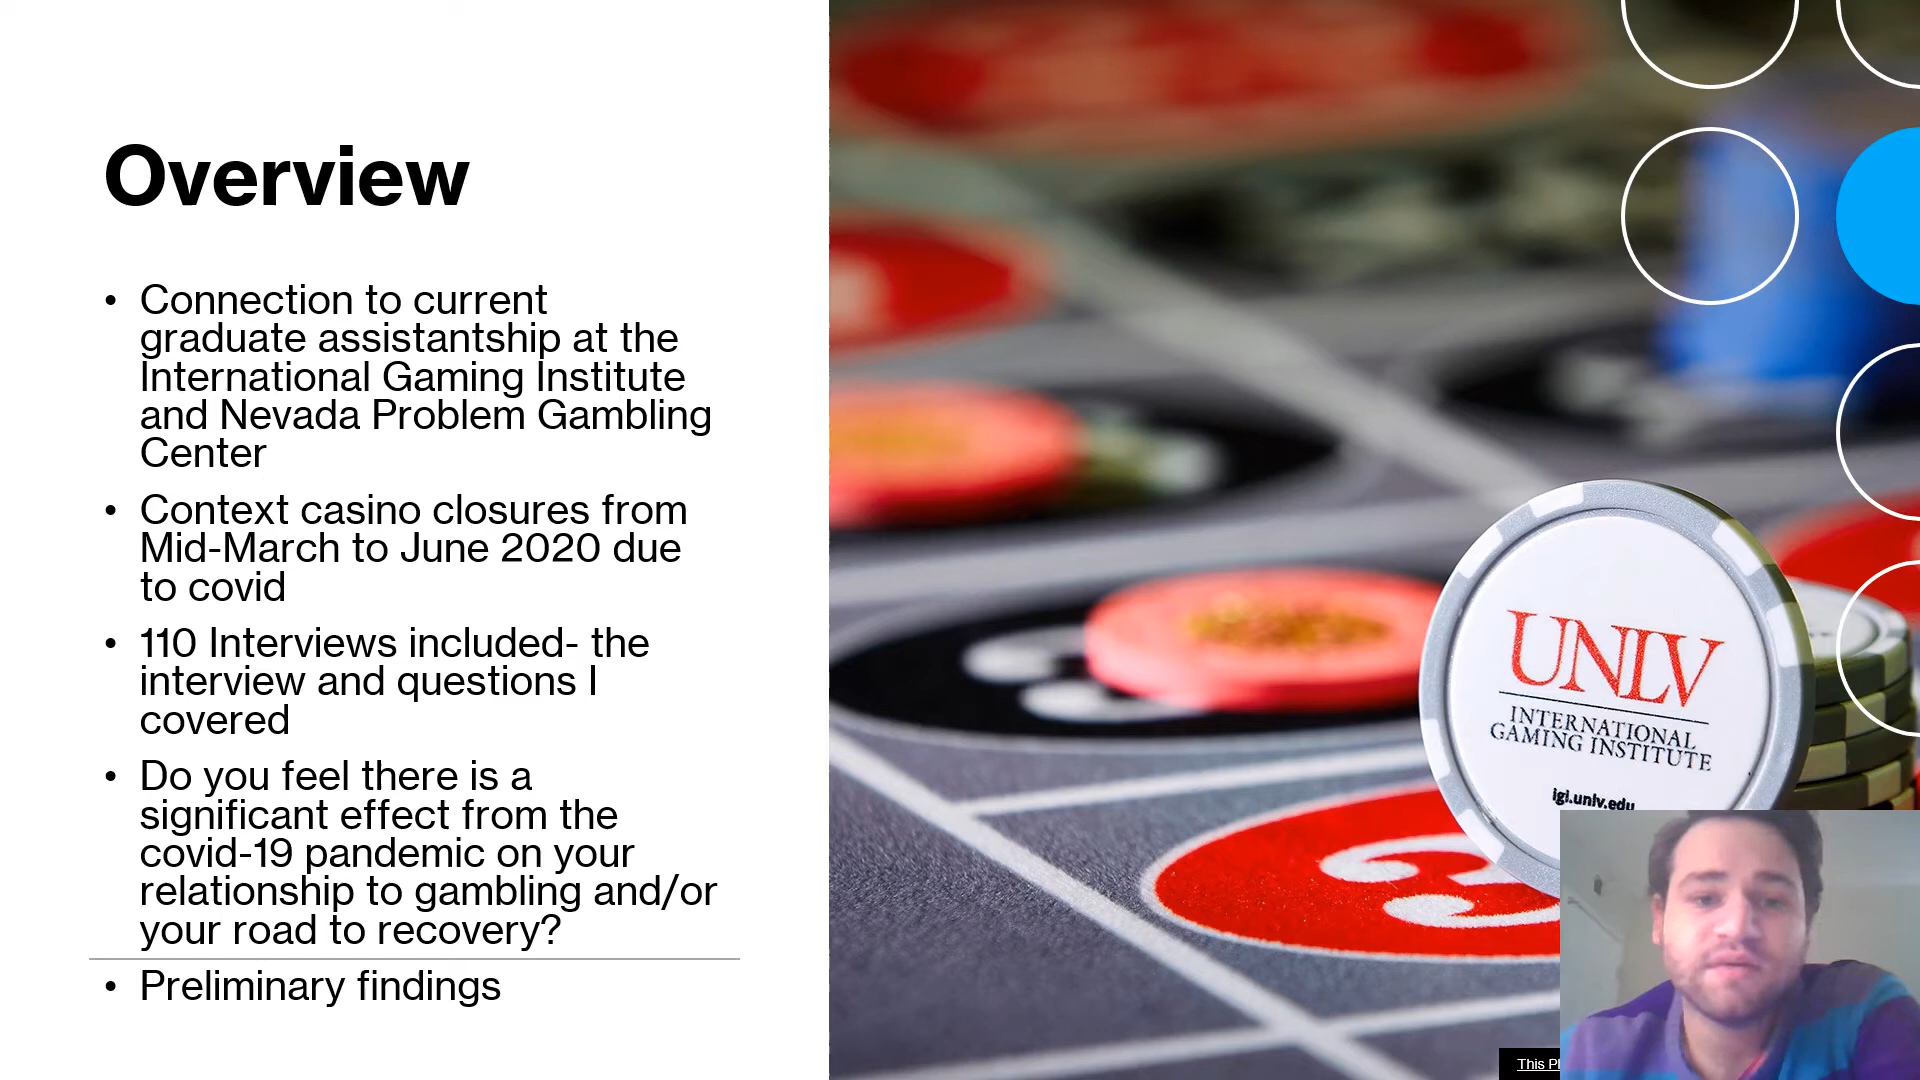 Overview
• Connection to current
graduate assistantship at the
International Gaming Institute
and Nevada Problem Gambling
Center
• Context casino closures from
Mid-March to June 2020 due
to covid
• 110 Interviews included- the
interview and questions I
covered
• Do you feel there is a
significant effect from the
covid-19 pandemic on your
relationship to gambling and/or
your road to recovery?
• Preliminary findings
UNLV
INTERNATIONAL
GAMING INSTITUTE
igi.unlv.edu
3
This